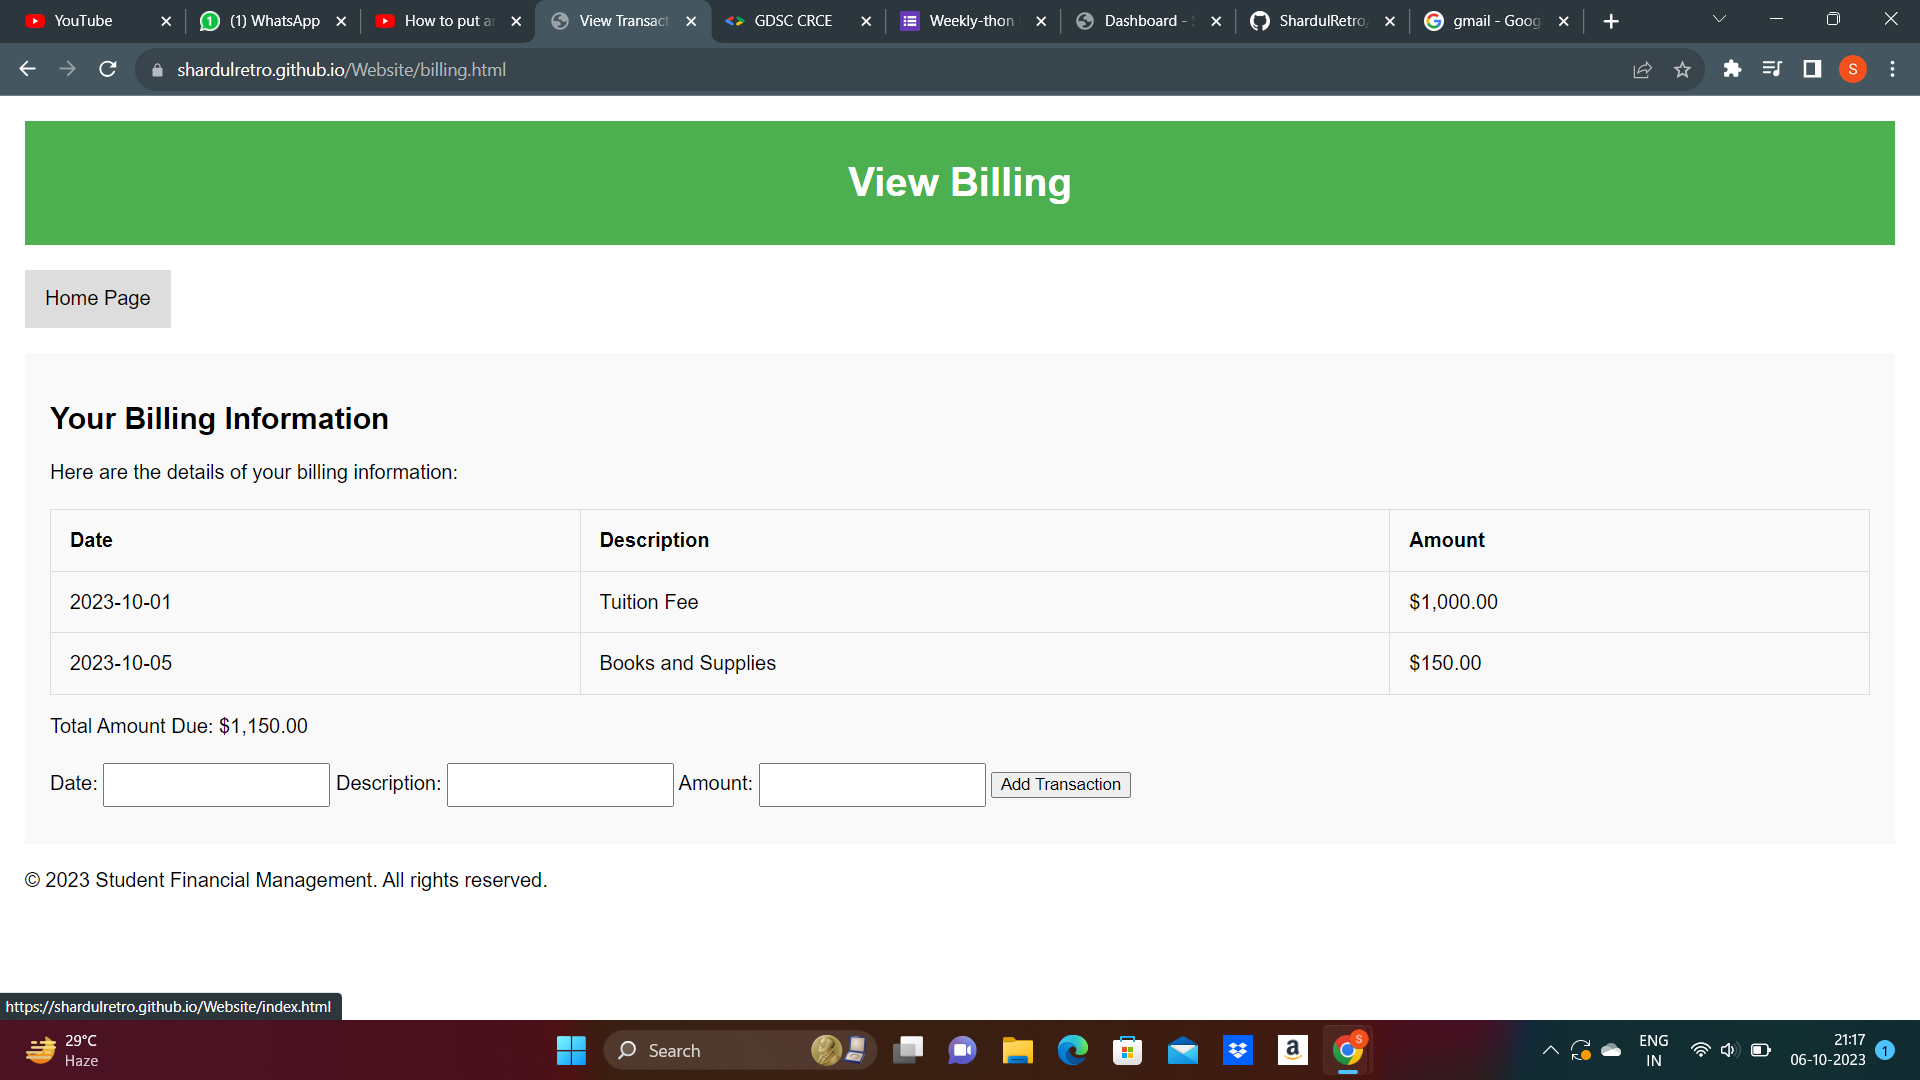 YouTube
(1) WhatsApp
How to put a
View Transact
GDSC CRCE
Weekly-thon
Dashboard -
ShardulRetro/
gmail - Goog
shardulretro.github.io/Website/billing.html
S
View Billing
Home Page
Your Billing Information
Here are the details of your billing information:
Date Description Amount
2023-10-01 Tuition Fee $1,000.00
2023-10-05 Books and Supplies $150.00
Total Amount Due: $1,150.00
Date: Description: Amount: Add Transaction
© 2023 Student Financial Management. All rights reserved.
https://shardulretro.github.io/Website/index.html
29°C
Haze
Search
a
S
ENG
IN
21:17
06-10-2023
1